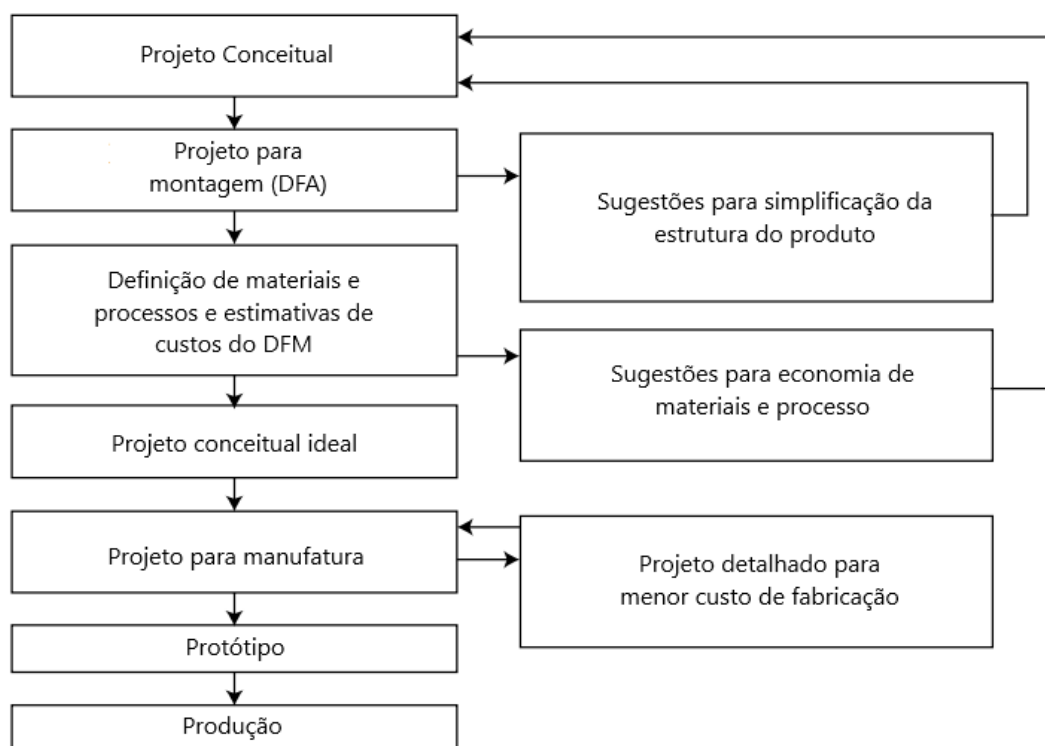 Projeto Conceitual
Projeto para
montagem (DFA)
Sugestões para simplificação da
estrutura do produto
Definição de materiais e
processos e estimativas de
custos do DFM
Sugestões para economia de
materiais e processo
Projeto conceitual ideal
Projeto para manufatura
Projeto detalhado para
menor custo de fabricação
Protótipo
Produção